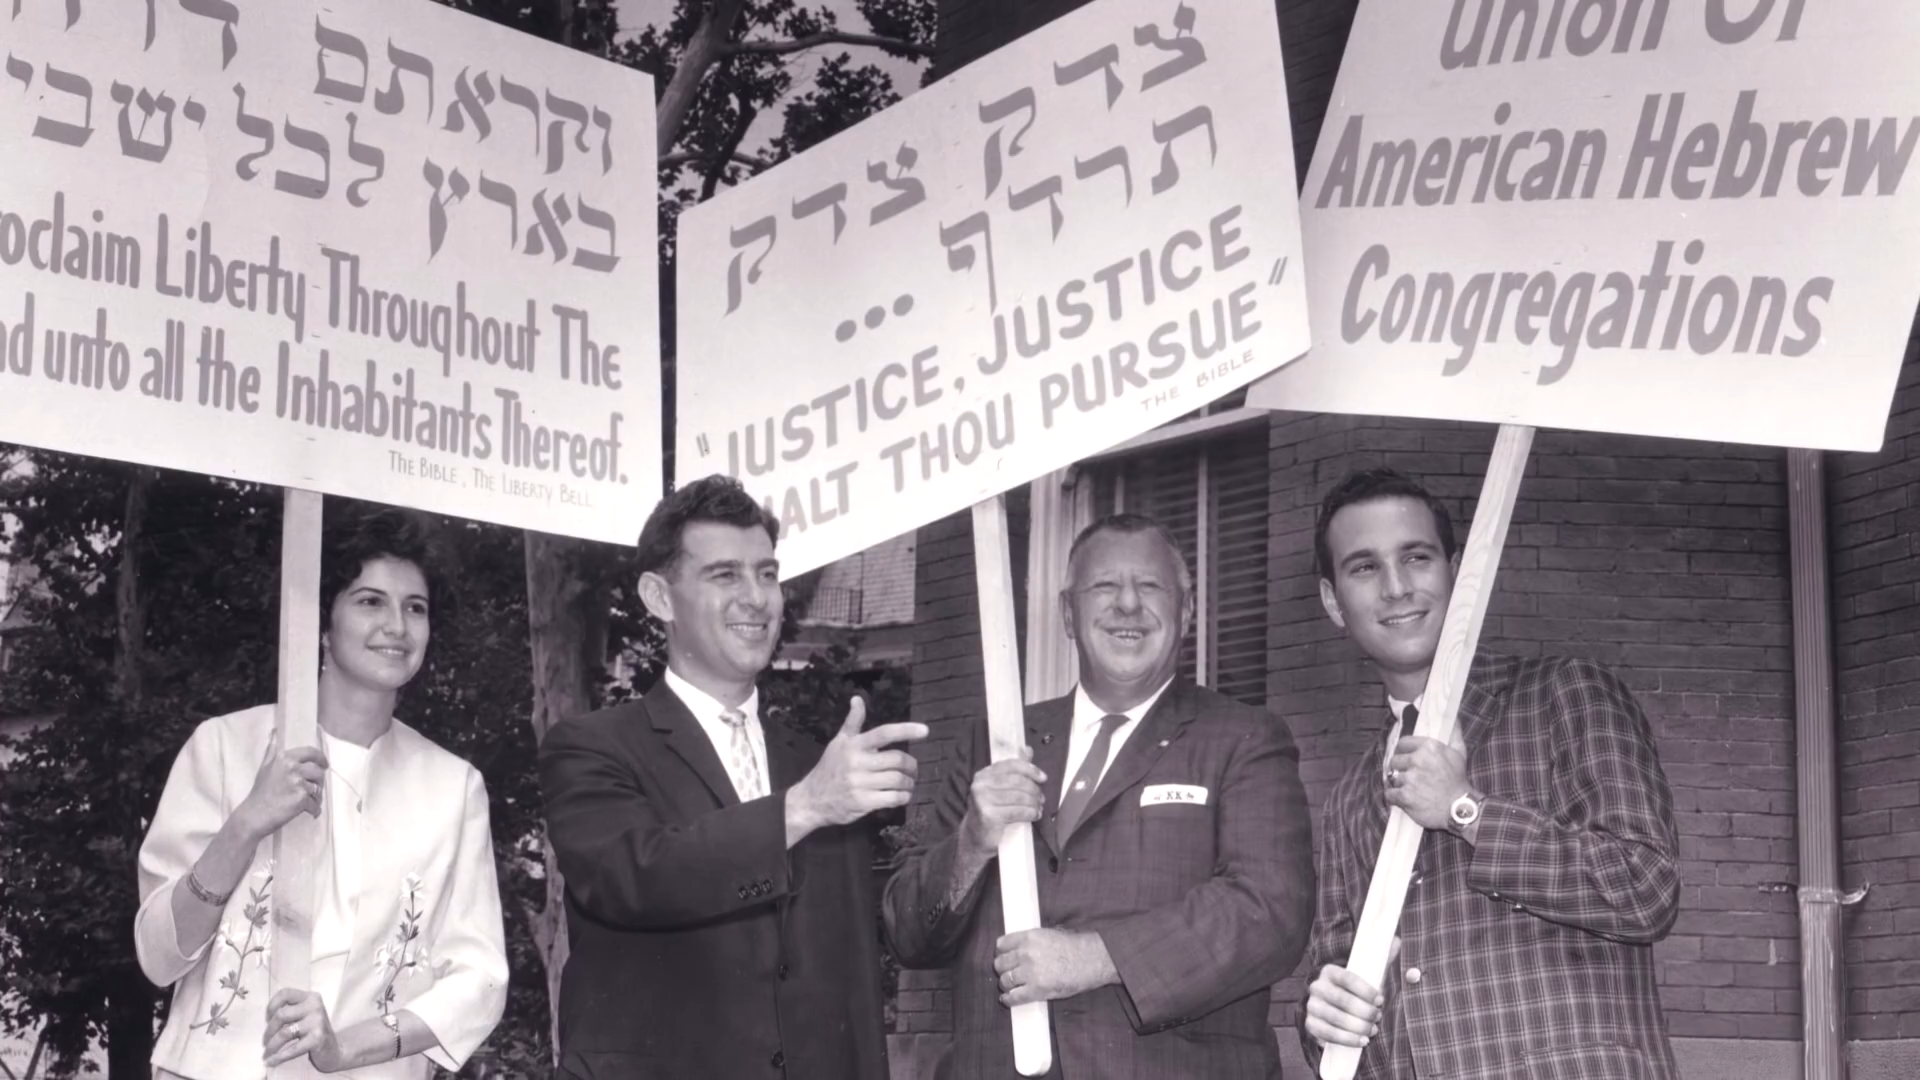 וקראתם דרור
בארץ לכל ישבי
oclaim Liberty Throughout The
nd unto all the Inhabitants Thereof.
The Bible, The Liberty Bell
צדק צדק
תרדף ...
"JUSTICE, JUSTICE
HALT THOU PURSUE"
THE BIBLE
Union Of
American Hebrew
Congregations
KK